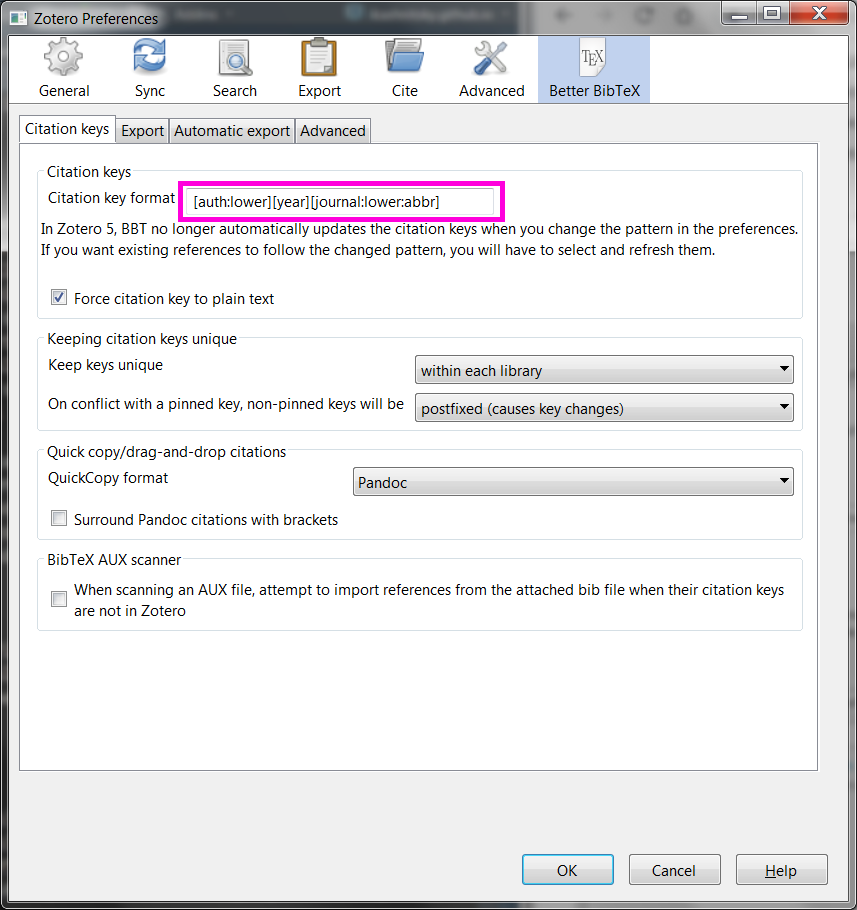 Zotero Preferences
General Sync Search Export Cite Advanced Better BibTeX
TEX
Citation keys Export Automatic export Advanced
Citation keys
Citation key format [auth:lower][year][journal:lower:abbr]
In Zotero 5, BBT no longer automatically updates the citation keys when you change the pattern in the preferences.
If you want existing references to follow the changed pattern, you will have to select and refresh them.
Force citation key to plain text
Keeping citation keys unique
Keep keys unique within each library
On conflict with a pinned key, non-pinned keys will be postfixed (causes key changes)
Quick copy/drag-and-drop citations
QuickCopy format Pandoc
Surround Pandoc citations with brackets
BibTeX AUX scanner
When scanning an AUX file, attempt to import references from the attached bib file when their citation keys
are not in Zotero
OK Cancel Help